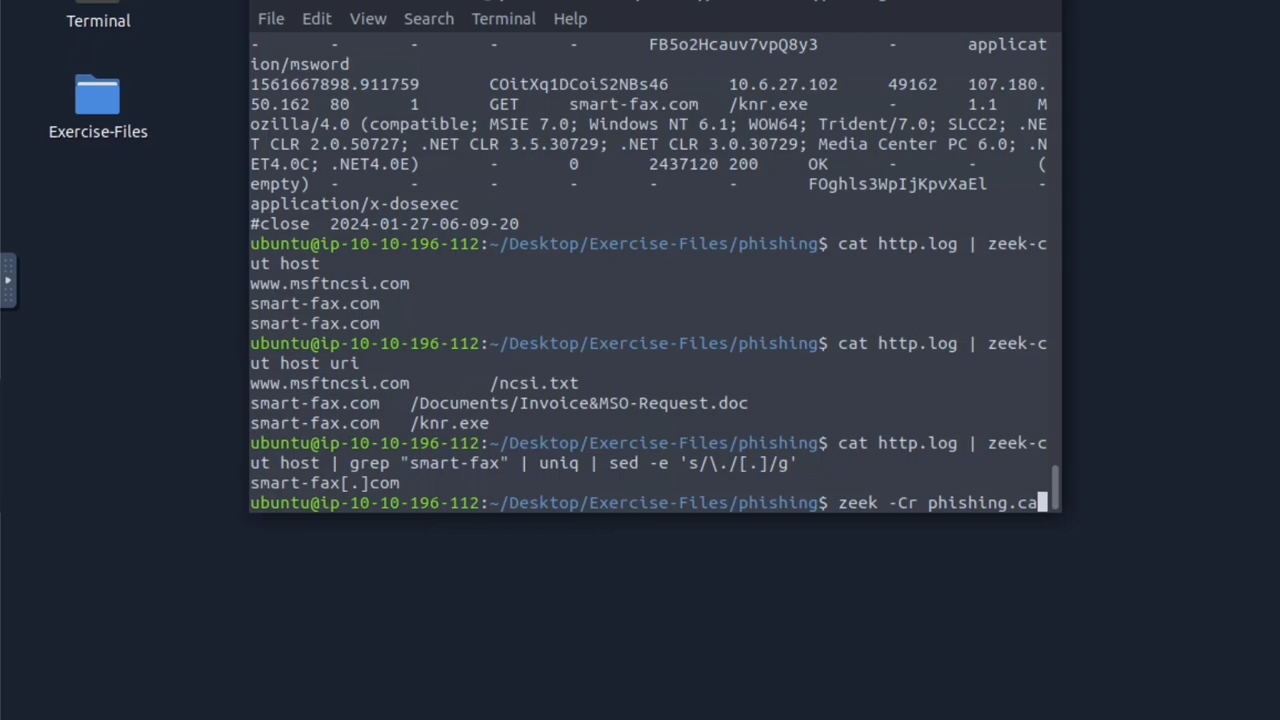 Terminal
Exercise-Files
File Edit View Search Terminal Help
- - - - - FB5o2Hcauv7vpQ8y3 - applicat
ion/msword
1561667898.911759 COitXq1DCoiS2NBs46 10.6.27.102 49162 107.180.
50.162 80 1 GET smart-fax.com /knr.exe - 1.1 M
ozilla/4.0 (compatible; MSIE 7.0; Windows NT 6.1; WOW64; Trident/7.0; SLCC2; .NE
T CLR 2.0.50727; .NET CLR 3.5.30729; .NET CLR 3.0.30729; Media Center PC 6.0; .N
ET4.0C; .NET4.0E) - 0 2437120 200 OK - - (
empty) - - - - - - FOghls3WpIjKpvXaEl -
application/x-dosexec
#close 2024-01-27-06-09-20
ubuntu@ip-10-10-196-112:~/Desktop/Exercise-Files/phishing$ cat http.log | zeek-c
ut host
www.msftncsi.com
smart-fax.com
smart-fax.com
ubuntu@ip-10-10-196-112:~/Desktop/Exercise-Files/phishing$ cat http.log | zeek-c
ut host uri
www.msftncsi.com /ncsi.txt
smart-fax.com /Documents/Invoice&MSO-Request.doc
smart-fax.com /knr.exe
ubuntu@ip-10-10-196-112:~/Desktop/Exercise-Files/phishing$ cat http.log | zeek-c
ut host | grep "smart-fax" | uniq | sed -e 's/\./[.]/g'
smart-fax[.]com
ubuntu@ip-10-10-196-112:~/Desktop/Exercise-Files/phishing$ zeek -Cr phishing.ca